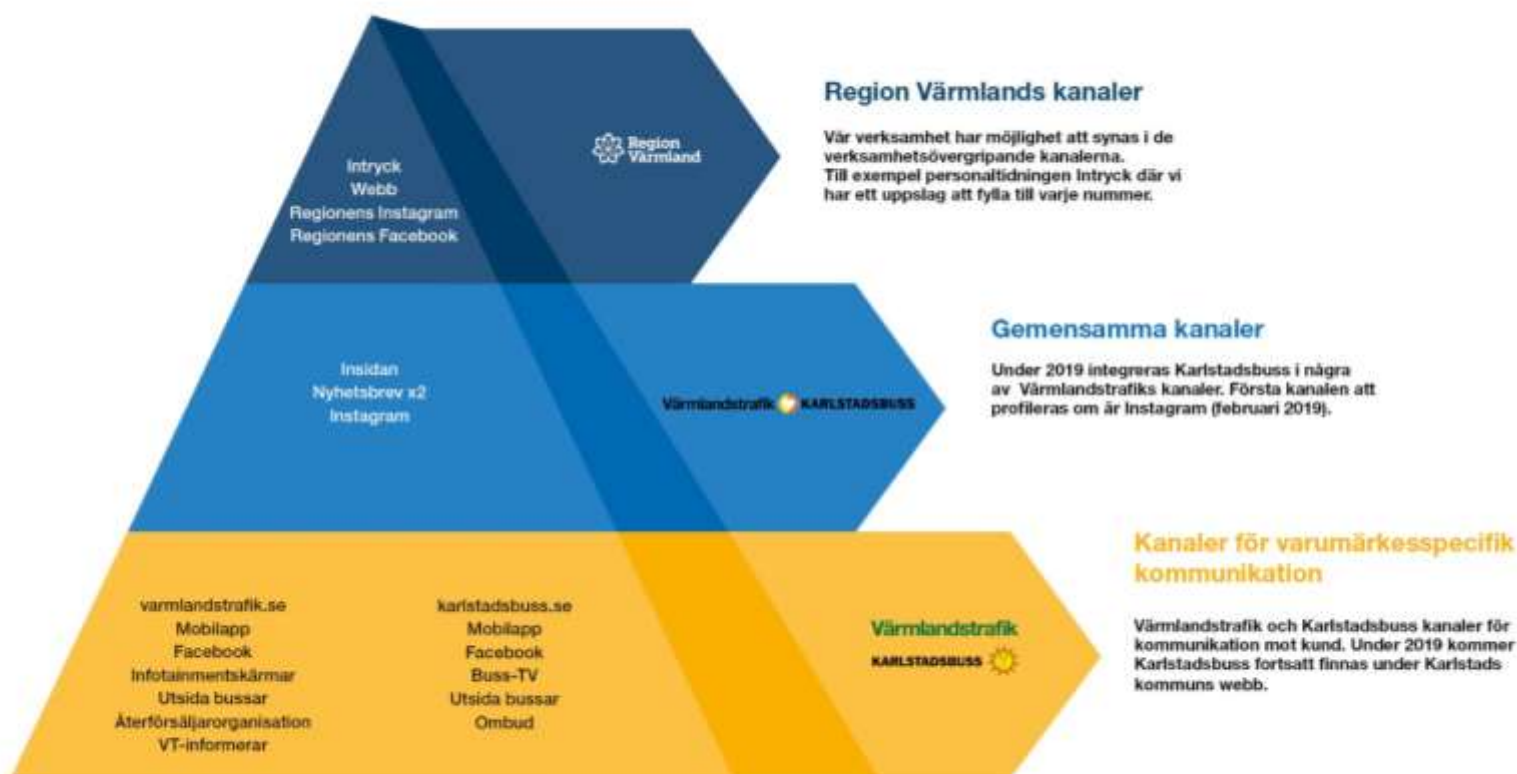 Region Värmlands kanaler
Vår verksamhet har möjlighet att synas i de
verksamhetsövergripande kanalerna.
Till exempel personaltidningen Intryck där vi
har ett uppslag att fylla till varje nummer.
Region
Värmland
Intryck
Webb
Regionens Instagram
Regionens Facebook
Gemensamma kanaler
Under 2019 integreras Karlstadsbuss i några
av Värmlandstrafiks kanaler. Första kanalen att
profileras om är Instagram (februari 2019).
Insidan
Nyhetsbrev x2
Instagram
Värmlandstrafik KARLSTADSBUSS
Kanaler för varumärkesspecifik
kommunikation
Värmlandstrafik och Karlstadsbuss kanaler för
kommunikation mot kund. Under 2019 kommer
Karlstadsbuss fortsatt finnas under Karlstads
kommuns webb.
varmlandstrafik.se
Mobilapp
Facebook
Infotainmentskärmar
Utsida bussar
Återförsäljarorganisation
VT-informerar
karlstadsbuss.se
Mobilapp
Facebook
Buss-TV
Utsida bussar
Ombud
Värmlandstrafik
KARLSTADSBUSS